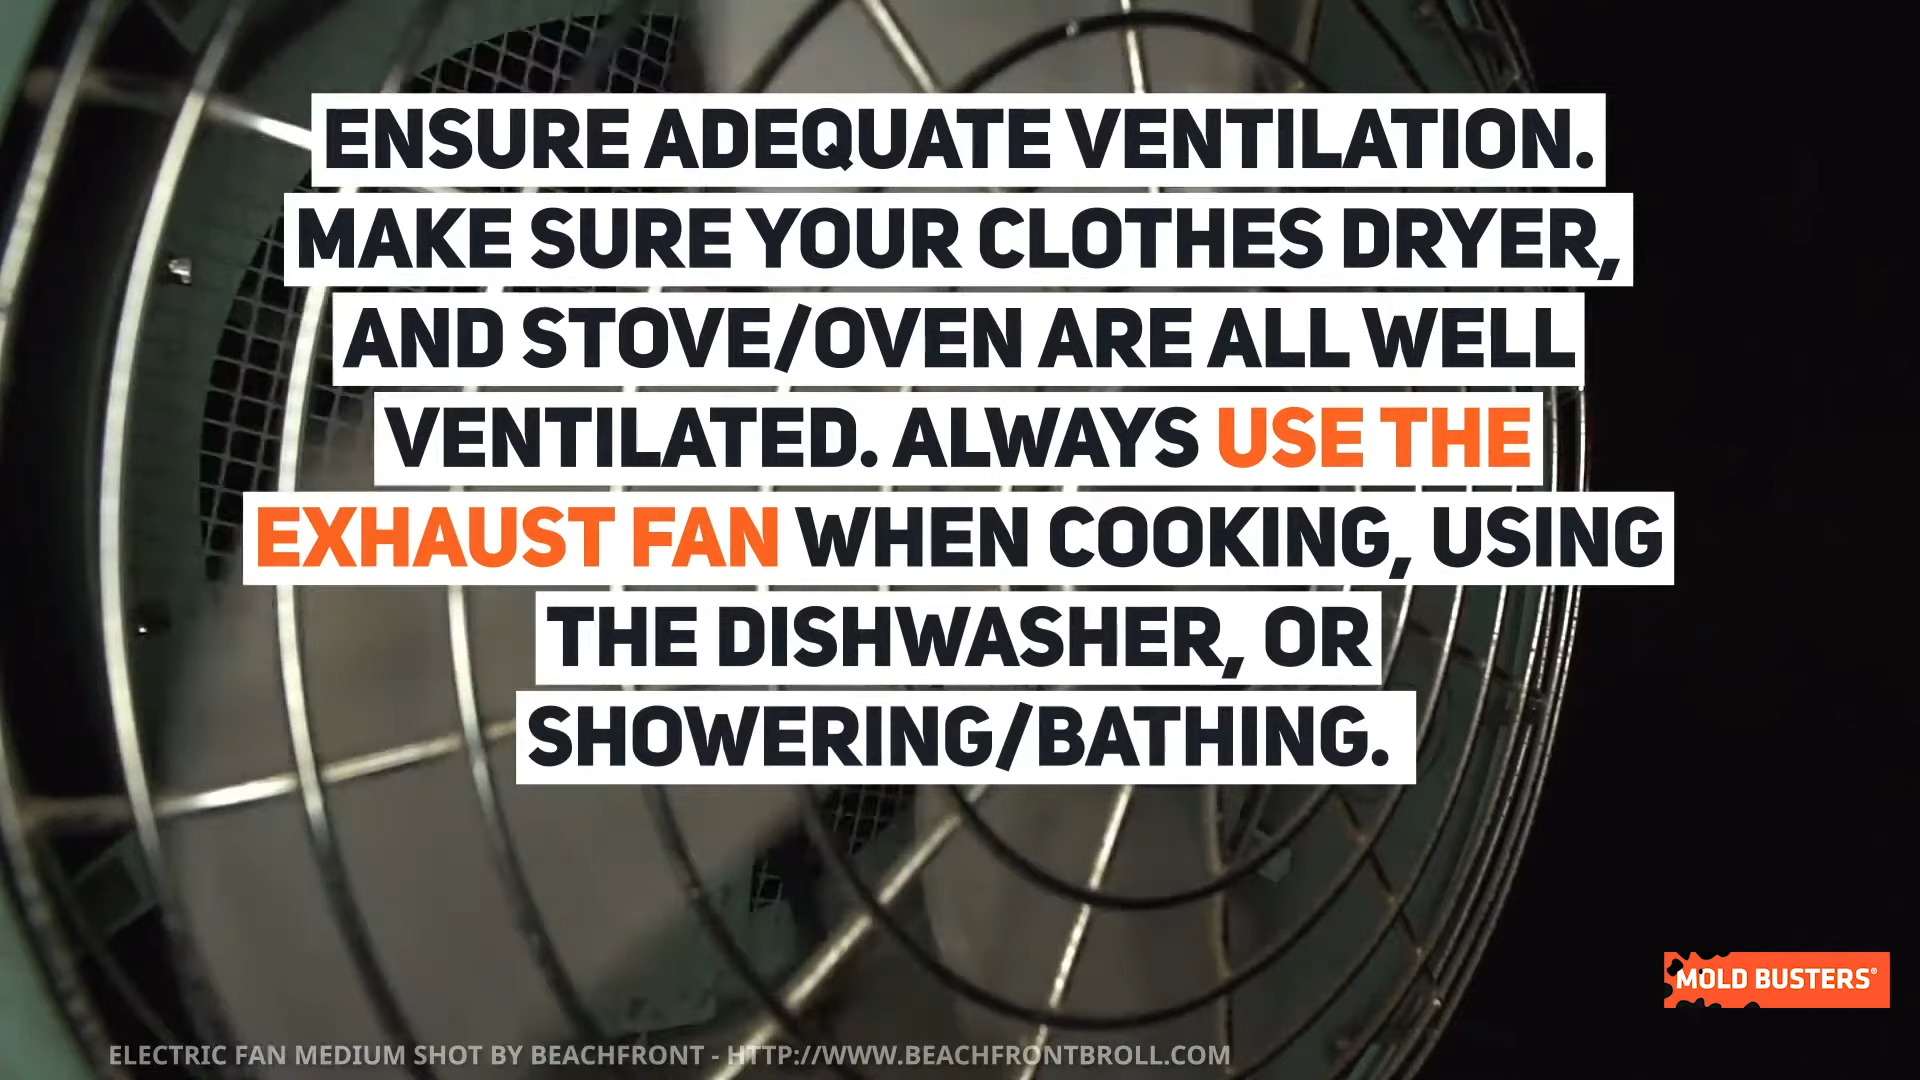 ENSURE ADEQUATE VENTILATION.
MAKE SURE YOUR CLOTHES DRYER,
AND STOVE/OVEN ARE ALL WELL
VENTILATED. ALWAYS USE THE
EXHAUST FAN WHEN COOKING, USING
THE DISHWASHER, OR
SHOWERING/BATHING.
MOLD BUSTERS®
ELECTRIC FAN MEDIUM SHOT BY BEACHFRONT - HTTP://WWW.BEACHFRONTBROLL.COM